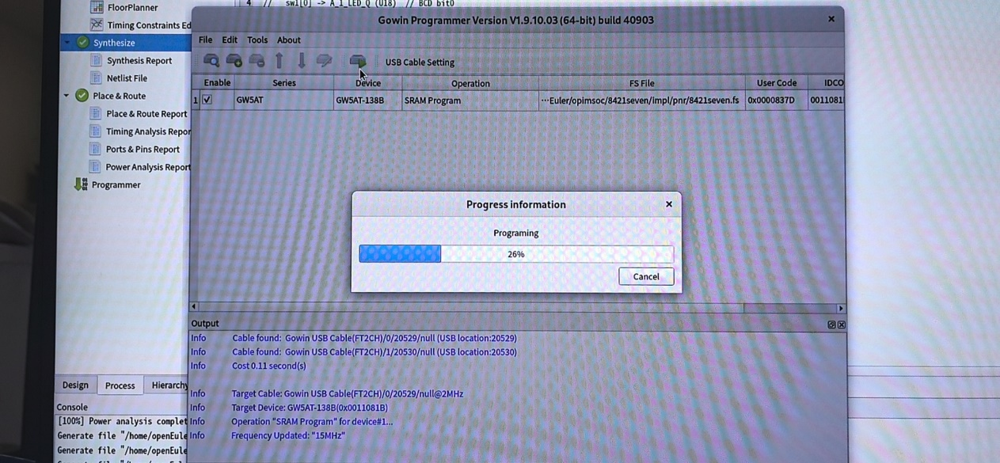 FloorPlanner
4 // sw1[0] -> A_1_LED_Q (U18) // BCD bit0
Timing Constraints Ed
Synthesize
Synthesis Report
Netlist File
Place & Route
Place & Route Report
Timing Analysis Repor
Ports & Pins Report
Power Analysis Report
Programmer
Design Process Hierarchy
Console
[100%] Power analysis complet
Generate file "/home/openEule
Generate file "/home/openEule
Gowin Programmer Version V1.9.10.03 (64-bit) build 40903
File Edit Tools About
USB Cable Setting
Enable Series Device Operation FS File User Code IDCO
1 GW5AT GW5AT-138B SRAM Program ···Euler/opimsoc/8421seven/impl/pnr/8421seven.fs 0x0000837D 0011081
Progress information
Programing
26%
Cancel
Output
Info Cable found: Gowin USB Cable(FT2CH)/0/20529/null (USB location:20529)
Info Cable found: Gowin USB Cable(FT2CH)/1/20530/null (USB location:20530)
Info Cost 0.11 second(s)
Info Target Cable: Gowin USB Cable(FT2CH)/0/20529/null@2MHz
Info Target Device: GW5AT-138B(0x0011081B)
Info Operation "SRAM Program" for device#1...
Info Frequency Updated: "15MHz"